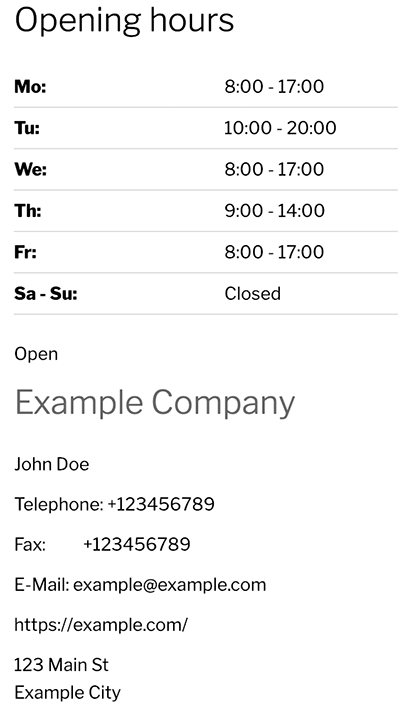 Opening hours
Mo: 8:00 - 17:00
Tu: 10:00 - 20:00
We: 8:00 - 17:00
Th: 9:00 - 14:00
Fr: 8:00 - 17:00
Sa - Su: Closed
Open
Example Company
John Doe
Telephone: +123456789
Fax: +123456789
E-Mail: example@example.com
https://example.com/
123 Main St
Example City